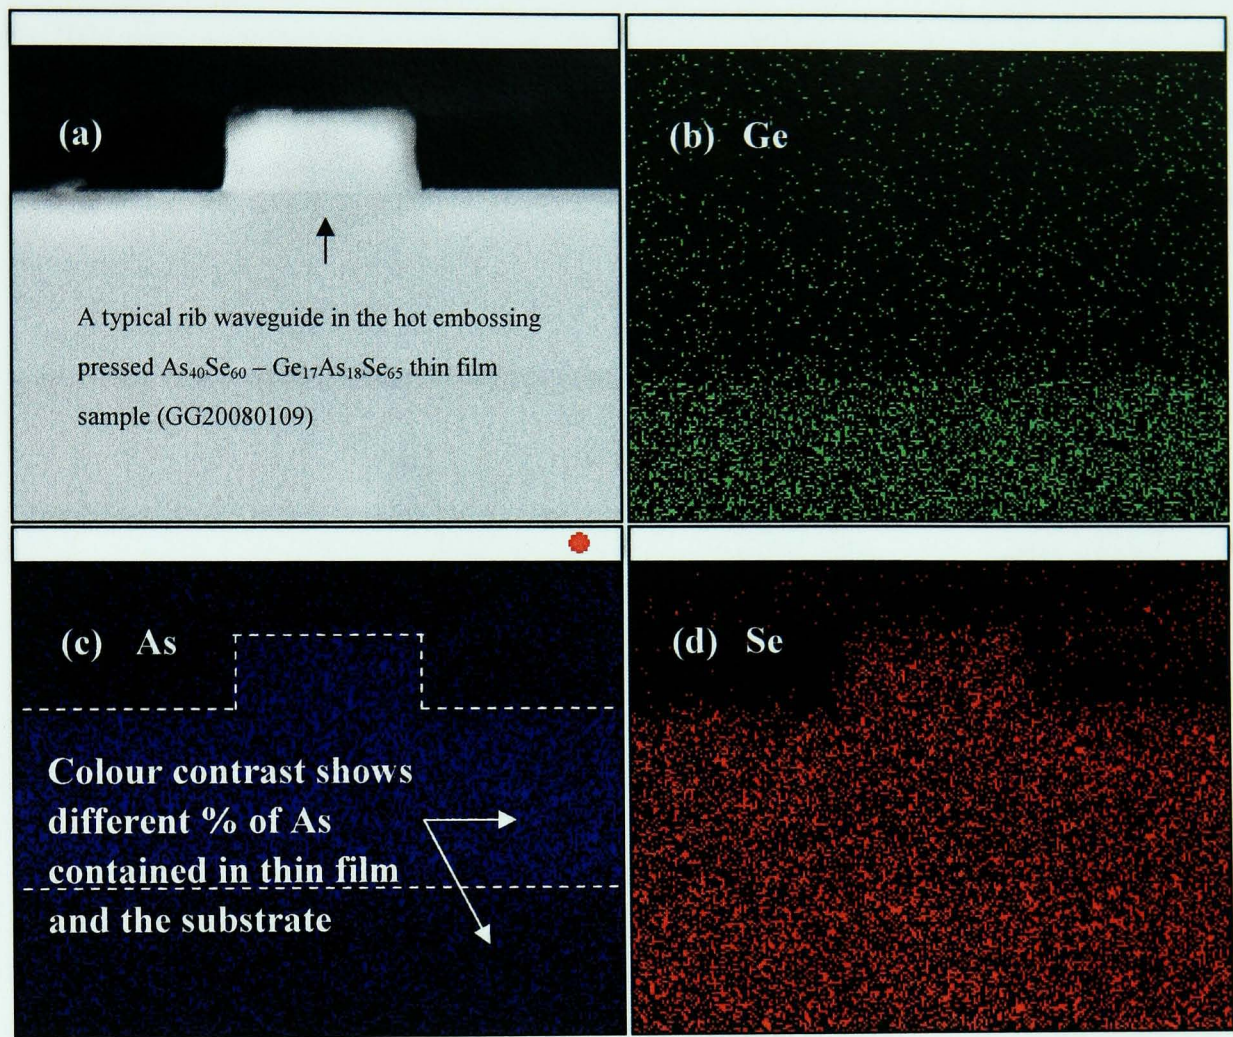 (a)
A typical rib waveguide in the hot embossing
pressed As₄₀Se₆₀ – Ge₁₇As₁₈Se₆₅ thin film
sample (GG20080109)
(b) Ge
(c) As
Colour contrast shows
different % of As
contained in thin film
and the substrate
(d) Se